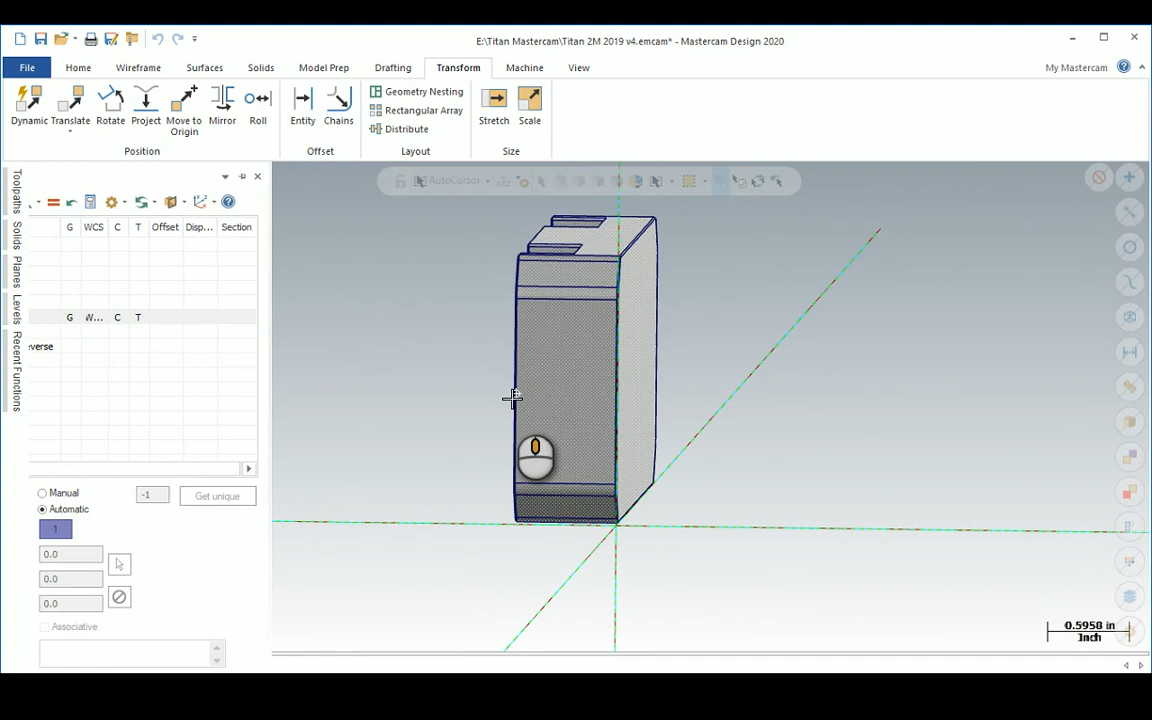 E:\Titan Mastercam\Titan 2M 2019 v4.emcam* - Mastercam Design 2020
File Home Wireframe Surfaces Solids Model Prep Drafting Transform Machine View My Mastercam
Dynamic Translate Rotate Project Move to Origin Mirror Roll Entity Chains Geometry Nesting Rectangular Array Distribute Stretch Scale
Position Offset Layout Size
Toolpaths
Solids
Planes
Levels
Recent Functions
AutoCursor
G WCS C T Offset Disp... Section
G W... C T
everse
Manual -1 Get unique
Automatic
1
0.0
0.0
0.0
Associative
0.5958 in
Inch